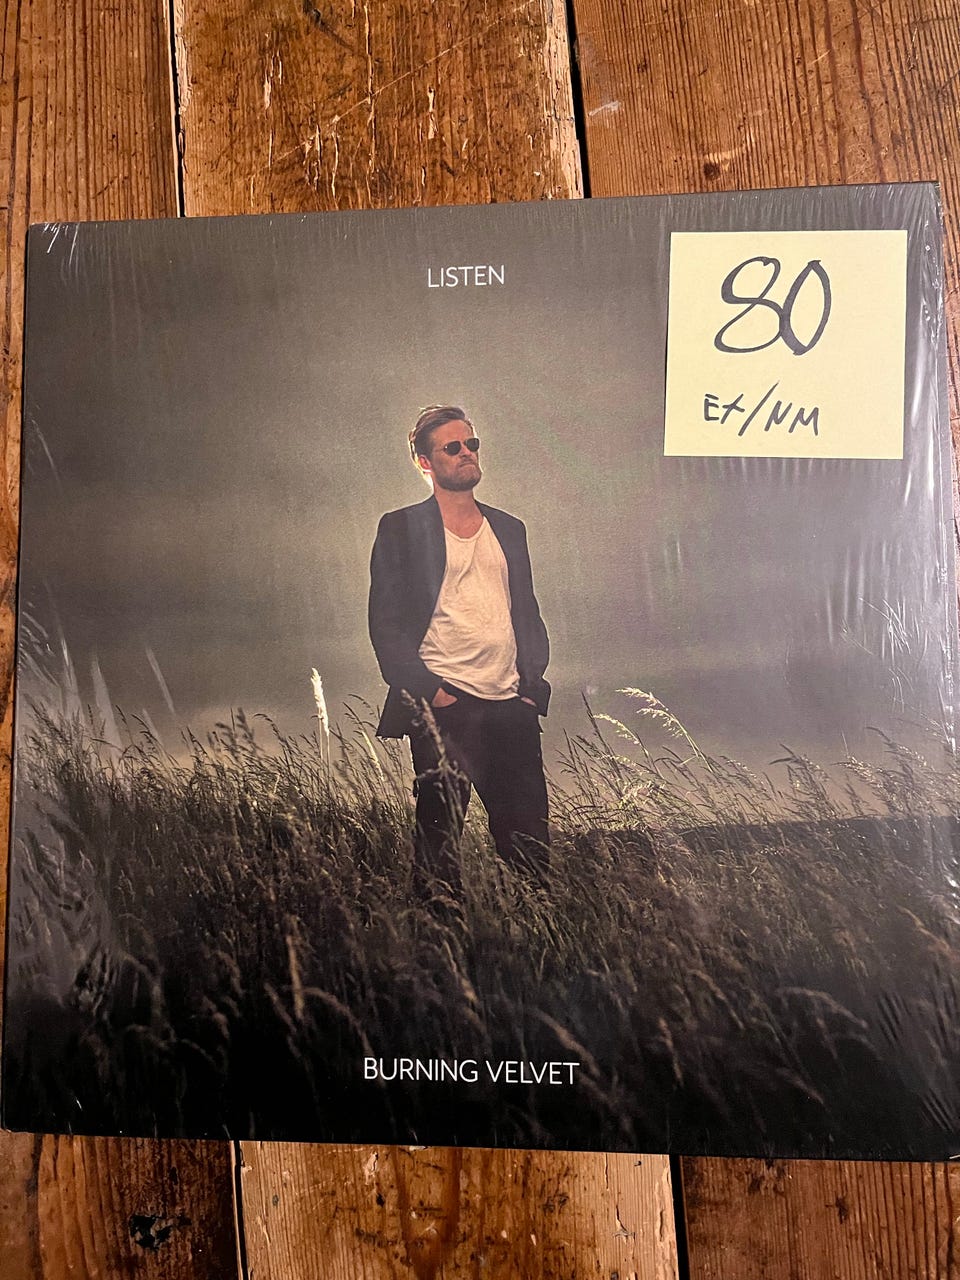 LISTEN
80
EX/NM
BURNING VELVET